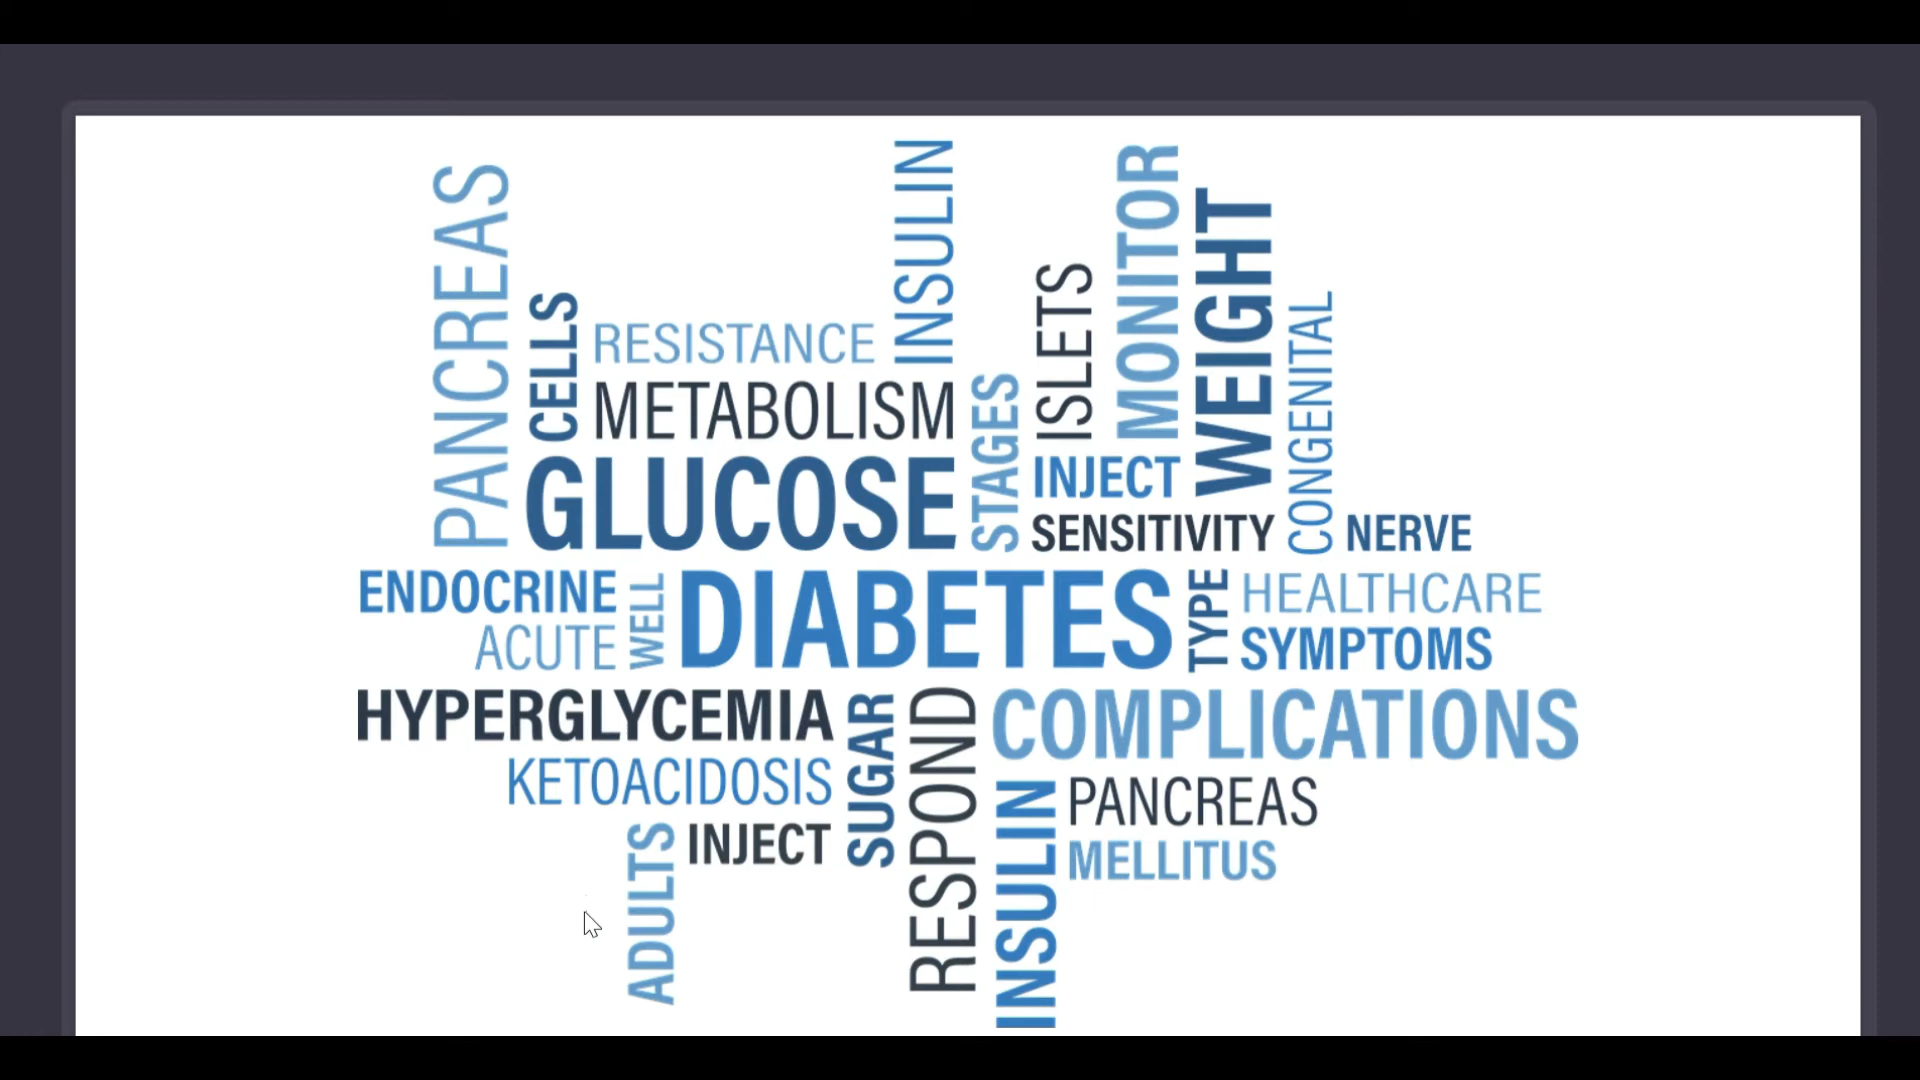 PANCREAS
INSULIN
MONITOR
WEIGHT
ISLETS
CELLS
RESISTANCE
CONGENITAL
METABOLISM
STAGES
GLUCOSE
INJECT
SENSITIVITY
NERVE
ENDOCRINE
WELL
DIABETES
TYPE
HEALTHCARE
ACUTE
SYMPTOMS
HYPERGLYCEMIA
SUGAR
RESPOND
COMPLICATIONS
KETOACIDOSIS
INSULIN
PANCREAS
ADULTS
INJECT
MELLITUS